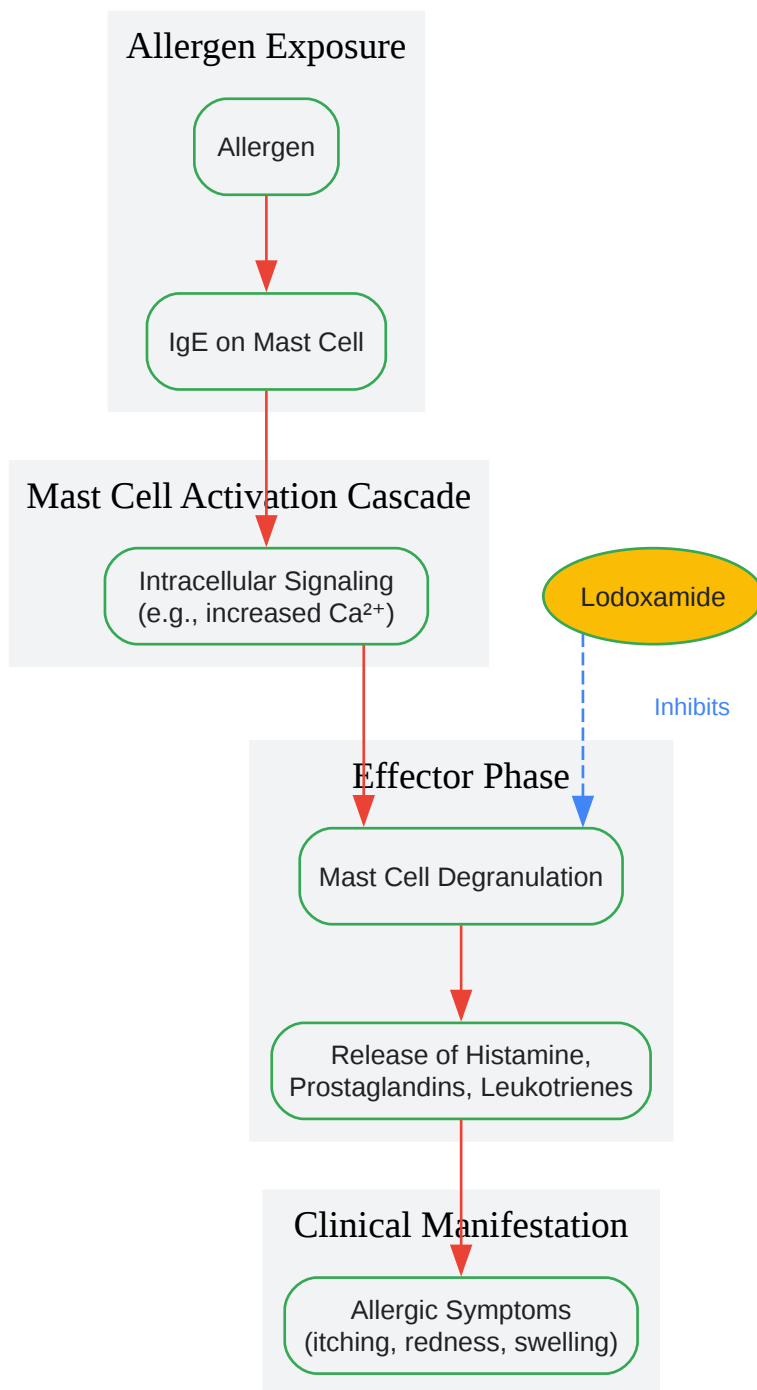 Allergen Exposure
Allergen
IgE on Mast Cell
Mast Cell Activation Cascade
Intracellular Signaling
(e.g., increased Ca²⁺)
Lodoxamide
Inhibits
Effector Phase
Mast Cell Degranulation
Release of Histamine,
Prostaglandins, Leukotrienes
Clinical Manifestation
Allergic Symptoms
(itching, redness, swelling)